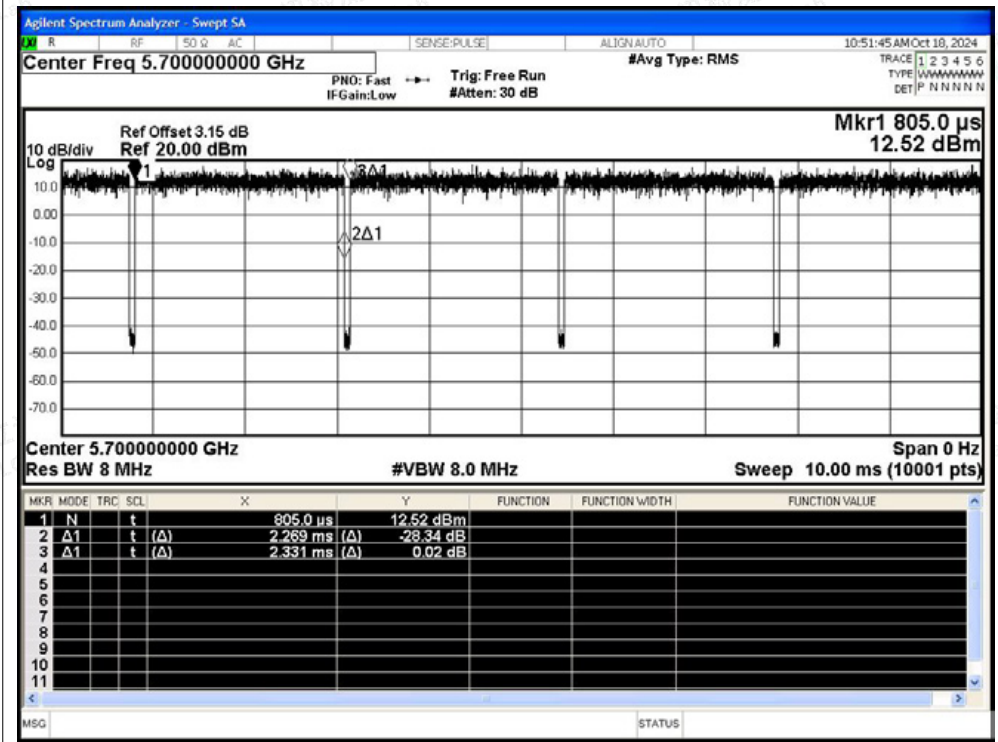 Agilent Spectrum Analyzer - Swept SA
LXI R RF 50 Ω AC SENSE:PULSE ALIGN AUTO 10:51:45 AM Oct 18, 2024
Center Freq 5.700000000 GHz #Avg Type: RMS TRACE 1 2 3 4 5 6
PNO: Fast Trig: Free Run TYPE WWWWWW
IFGain:Low #Atten: 30 dB DET P N N N N N
Mkr1 805.0 µs
Ref Offset 3.15 dB
10 dB/div Ref 20.00 dBm 12.52 dBm
Log
1 3Δ1
10.0
0.00
2Δ1
-10.0
-20.0
-30.0
-40.0
-50.0
-60.0
-70.0
Center 5.700000000 GHz Span 0 Hz
Res BW 8 MHz #VBW 8.0 MHz Sweep 10.00 ms (10001 pts)
MKR MODE TRC SCL X Y FUNCTION FUNCTION WIDTH FUNCTION VALUE
1 N t 805.0 µs 12.52 dBm
2 Δ1 t (Δ) 2.269 ms (Δ) -28.34 dB
3 Δ1 t (Δ) 2.331 ms (Δ) 0.02 dB
4
5
6
7
8
9
10
11
MSG STATUS